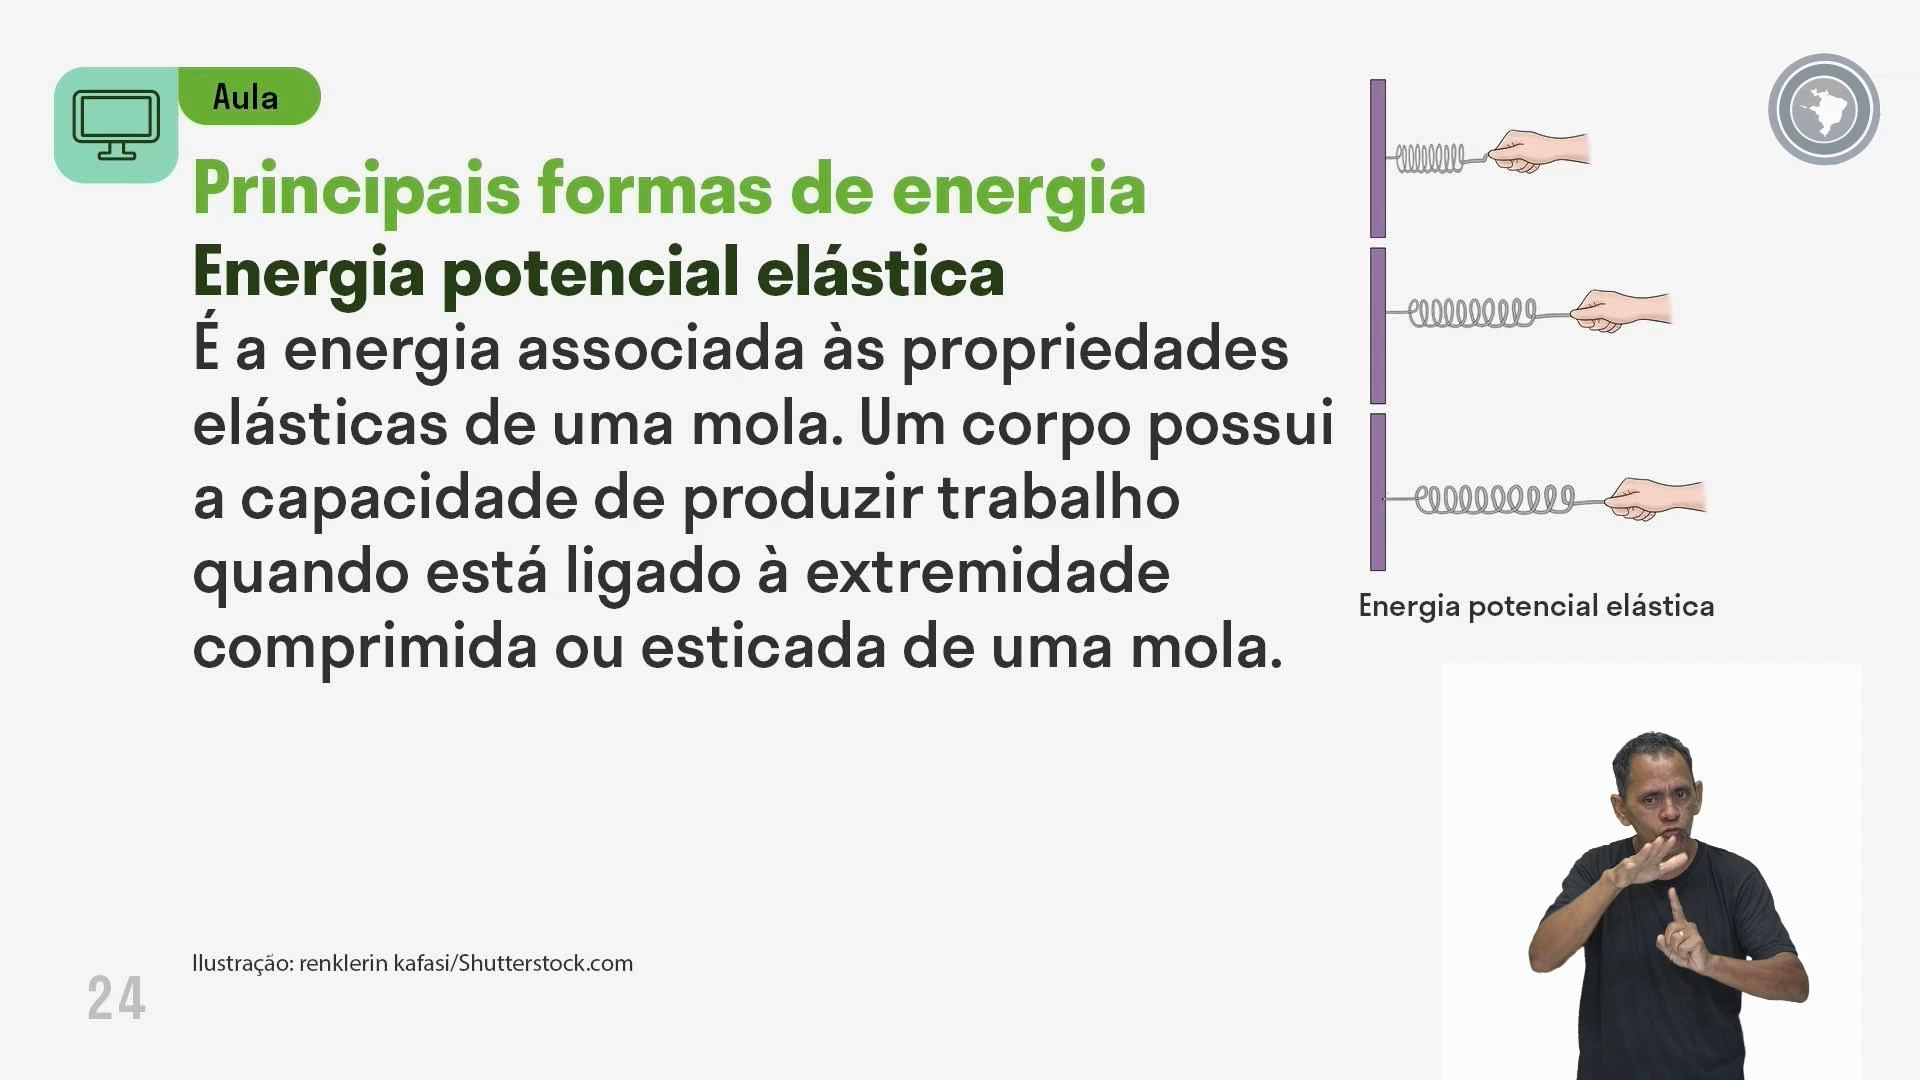 Aula
Principais formas de energia
Energia potencial elástica
É a energia associada às propriedades
elásticas de uma mola. Um corpo possui
a capacidade de produzir trabalho
quando está ligado à extremidade
comprimida ou esticada de uma mola.
Energia potencial elástica
Ilustração: renklerin kafasi/Shutterstock.com
24